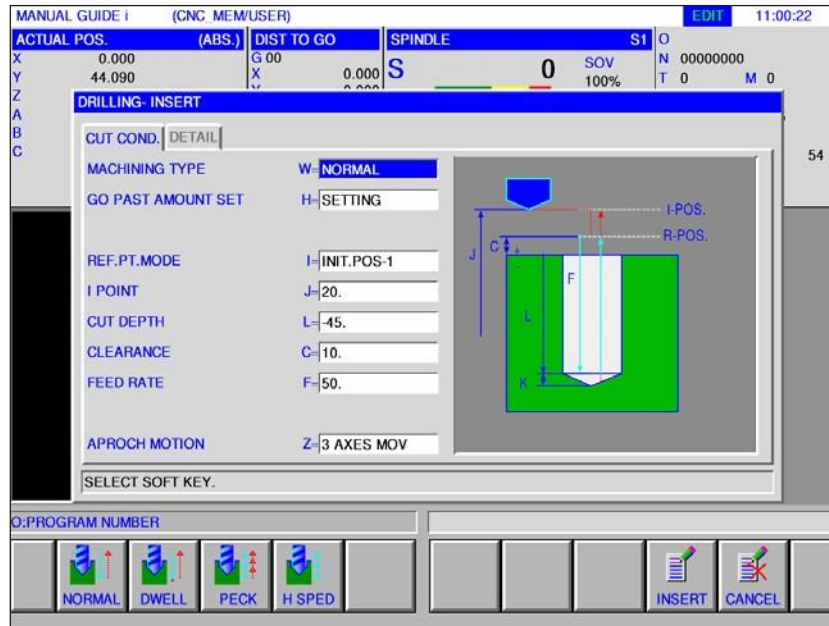 MANUAL GUIDE i (CNC_MEM/USER) EDIT 11:00:22
ACTUAL POS. (ABS.) DIST TO GO SPINDLE S1 O
X 0.000 G 00 S 0 SOV N 00000000
Y 44.090 X 0.000 100% T 0 M 0
Z
A
B
C 54
DRILLING- INSERT
CUT COND. DETAIL
MACHINING TYPE W= NORMAL
GO PAST AMOUNT SET H= SETTING
REF.PT.MODE I= INIT.POS-1
I POINT J= 20.
CUT DEPTH L= -45.
CLEARANCE C= 10.
FEED RATE F= 50.
APROCH MOTION Z= 3 AXES MOV
I-POS.
R-POS.
J C + -
F
L
K
SELECT SOFT KEY.
O:PROGRAM NUMBER
NORMAL DWELL PECK H SPED INSERT CANCEL